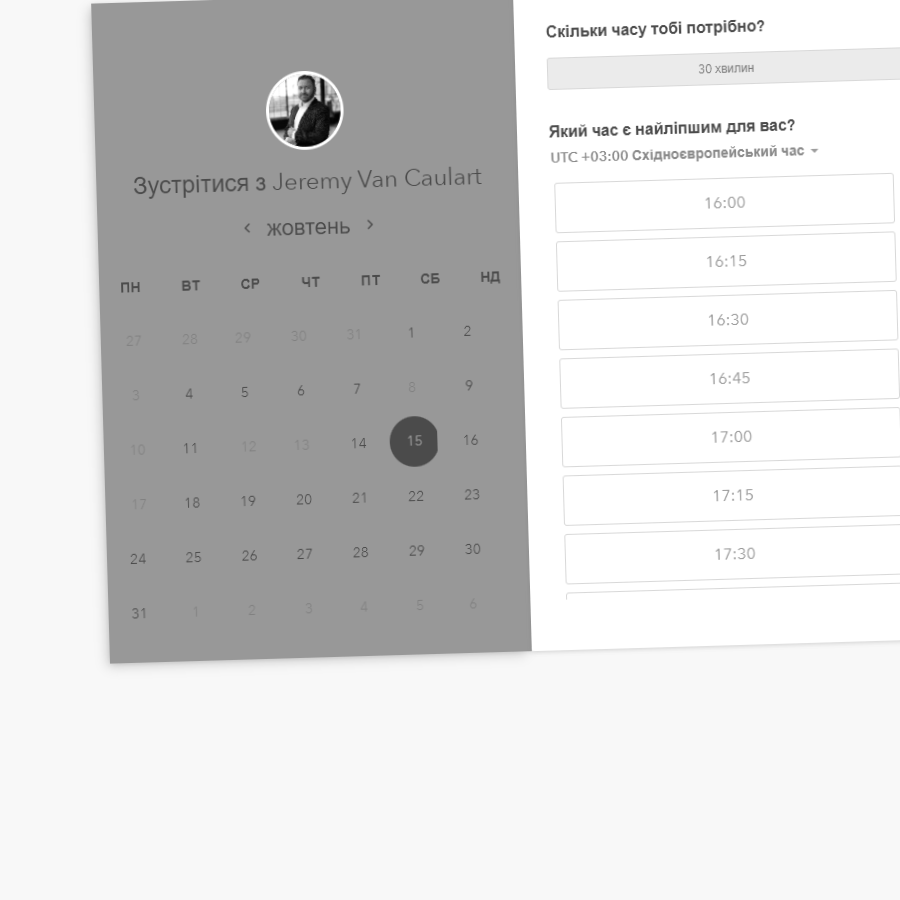 Зустрітися з Jeremy Van Caulart
жовтень
ПН ВТ СР ЧТ ПТ СБ НД
27 28 29 30 31 1 2
3 4 5 6 7 8 9
10 11 12 13 14 15 16
17 18 19 20 21 22 23
24 25 26 27 28 29 30
31 1 2 3 4 5 6
Скільки часу тобі потрібно?
30 хвилин
Який час є найліпшим для вас?
UTC +03:00 Східноєвропейський час
16:00
16:15
16:30
16:45
17:00
17:15
17:30